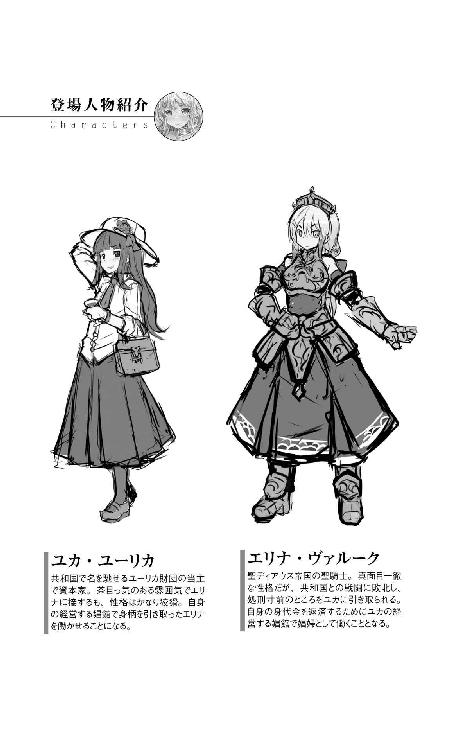 登場人物紹介
Characters
ユカ・ユーリカ
共和国で名を馳せるユーリカ財団の当主
で資本家。茶目っ気のある雰囲気でエリ
ナに接するも、性格はかなり狡猾。自身
の経営する娼館で身柄を引き取ったエリナ
を働かせることになる。
エリナ・ヴァルーク
聖ディアウス帝国の聖騎士。真面目一徹
な性格だが、共和国との戦闘に敗北し、
処刑寸前のところをユカに引き取られる。
自身の身代金を返済するためにユカの経
営する娼館で娼婦として働くこととなる。